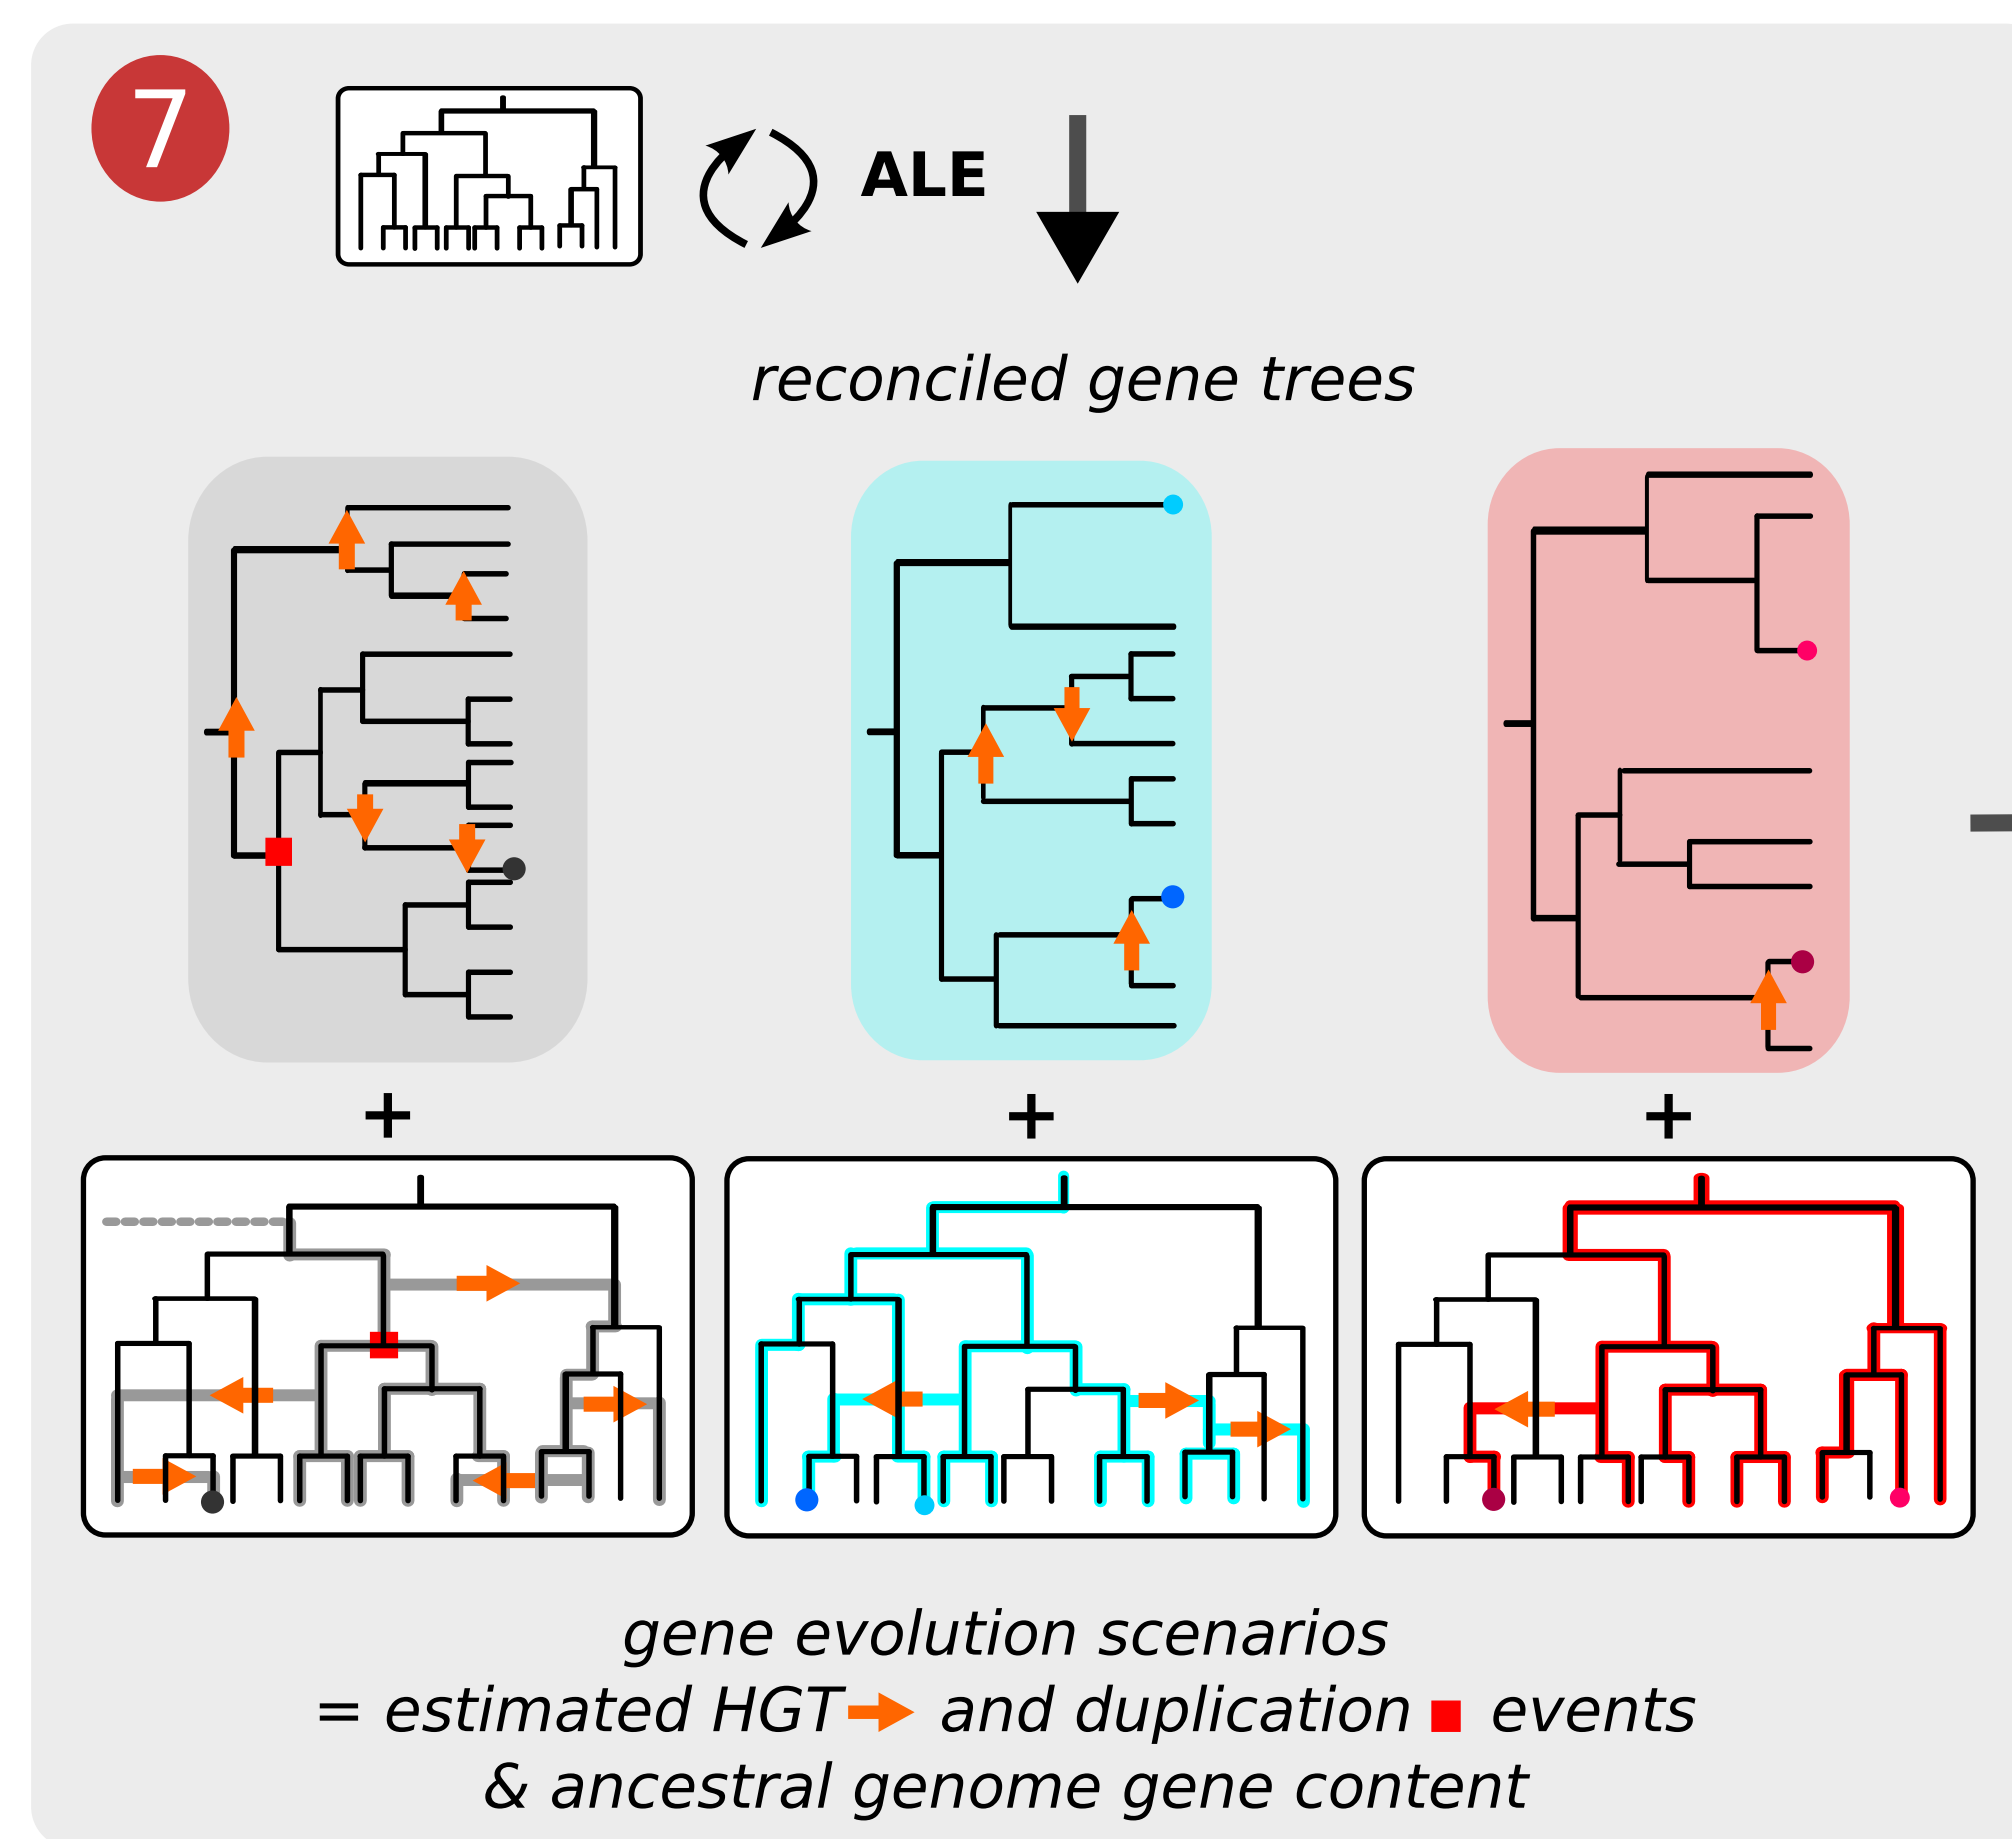 7
ALE
reconciled gene trees
+ + +
gene evolution scenarios
= estimated HGT and duplication events
& ancestral genome gene content